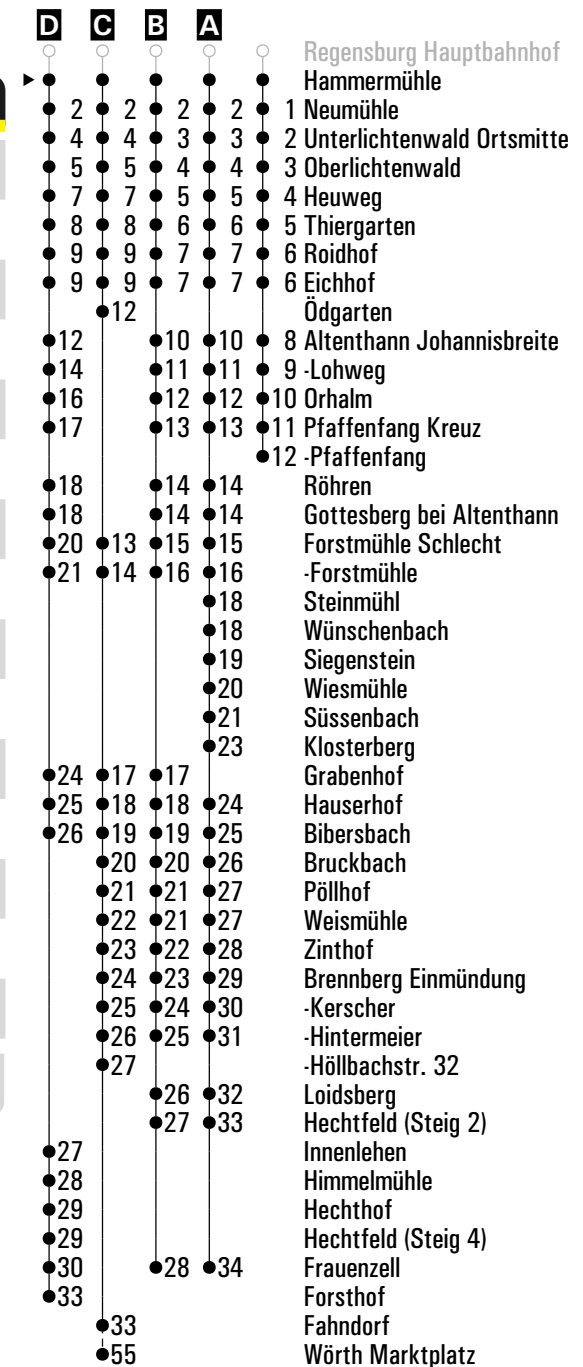 D C B A
Regensburg Hauptbahnhof
Hammermühle
2 2 2 2 1 Neumühle
4 4 3 3 2 Unterlichtenwald Ortsmitte
5 5 4 4 3 Oberlichtenwald
7 7 5 5 4 Heuweg
8 8 6 6 5 Thiergarten
9 9 7 7 6 Roidhof
9 9 7 7 6 Eichhof
12 Ödgarten
12 10 10 8 Altenthann Johannisbreite
14 11 11 9 -Lohweg
16 12 12 10 Orhalm
17 13 13 11 Pfaffenfang Kreuz
12 -Pfaffenfang
18 14 14 Röhren
18 14 14 Gottesberg bei Altenthann
20 13 15 15 Forstmühle Schlecht
21 14 16 16 -Forstmühle
18 Steinmühl
18 Wünschenbach
19 Siegenstein
20 Wiesmühle
21 Süssenbach
23 Klosterberg
24 17 17 Grabenhof
25 18 18 24 Hauserhof
26 19 19 25 Bibersbach
20 20 26 Bruckbach
21 21 27 Pöllhof
22 21 27 Weismühle
23 22 28 Zinthof
24 23 29 Brennberg Einmündung
25 24 30 -Kerscher
26 25 31 -Hintermeier
27 -Höllbachstr. 32
26 32 Loidsberg
27 33 Hechtfeld (Steig 2)
27 Innenlehen
28 Himmelmühle
29 Hechthof
29 Hechtfeld (Steig 4)
30 28 34 Frauenzell
33 Forsthof
33 Fahndorf
55 Wörth Marktplatz